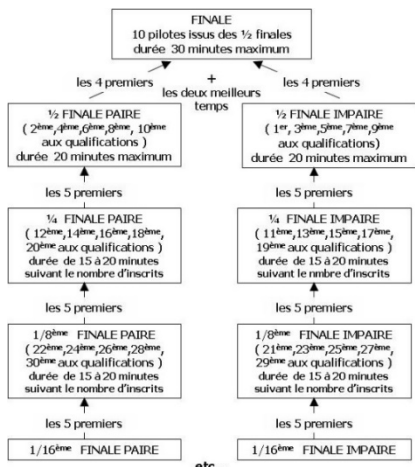 FINALE
10 pilotes issus des ½ finales
durée 30 minutes maximum
les 4 premiers
+
les deux meilleurs
temps
les 4 premiers
½ FINALE PAIRE
( 2ème,4ème,6ème,8ème, 10ème
aux qualifications )
durée 20 minutes maximum
½ FINALE IMPAIRE
( 1er, 3ème,5ème,7ème,9ème
aux qualifications)
durée 20 minutes maximum
les 5 premiers
les 5 premiers
¼ FINALE PAIRE
( 12ème,14ème,16ème,18ème,
20ème aux qualifications )
durée de 15 à 20 minutes
suivant le nombre d'inscrits
¼ FINALE IMPAIRE
( 11ème,13ème,15ème,17ème,
19ème aux qualifications )
durée de 15 à 20 minutes
suivant le nmbre d'inscrits
les 5 premiers
les 5 premiers
1/8ème FINALE PAIRE
(22ème,24ème,26ème,28ème,
30ème aux qualifications )
durée de 15 à 20 minutes
suivant le nombre d'inscrits
1/8ème FINALE IMPAIRE
(21ème,23ème,25ème,27ème,
29ème aux qualifications )
durée de 15 à 20 minutes
suivant le nombre d'inscrits
les 5 premiers
les 5 premiers
1/16ème FINALE PAIRE
1/16ème FINALE IMPAIRE
etc